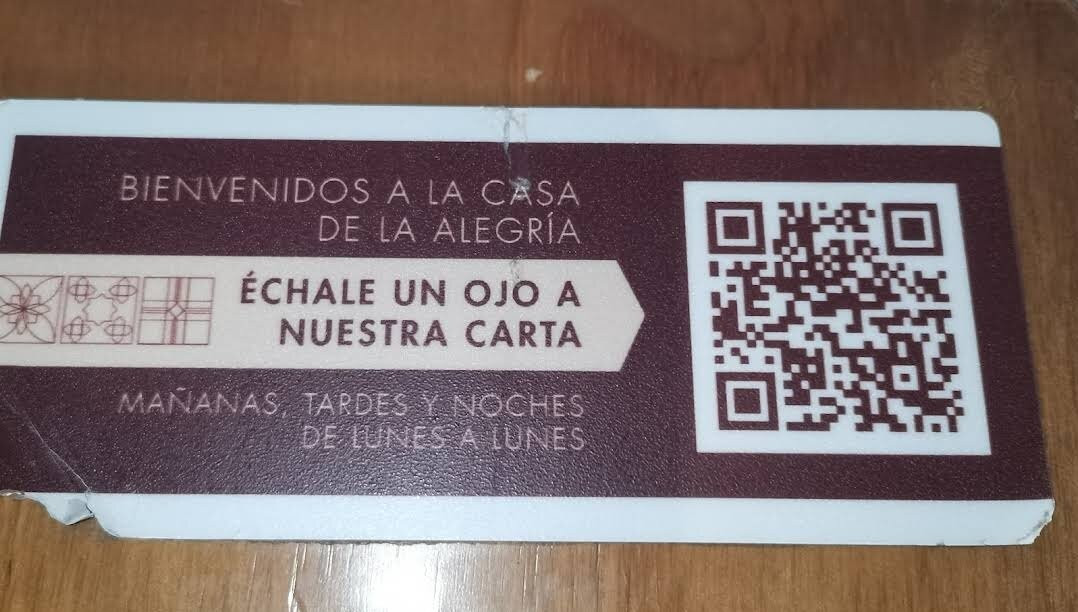 BIENVENIDOS A LA CASA
DE LA ALEGRÍA
ÉCHALE UN OJO A
NUESTRA CARTA
MAÑANAS, TARDES Y NOCHES
DE LUNES A LUNES